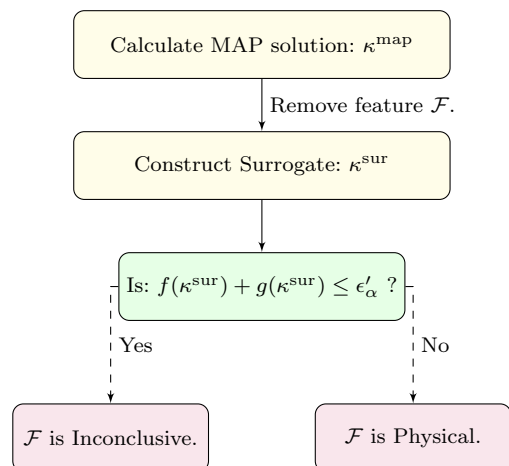 Calculate MAP solution: κ^map
Remove feature ℱ.
Construct Surrogate: κ^sur
Is: f(κ^sur) + g(κ^sur) ≤ ϵ′_α ?
Yes
No
ℱ is Inconclusive.
ℱ is Physical.